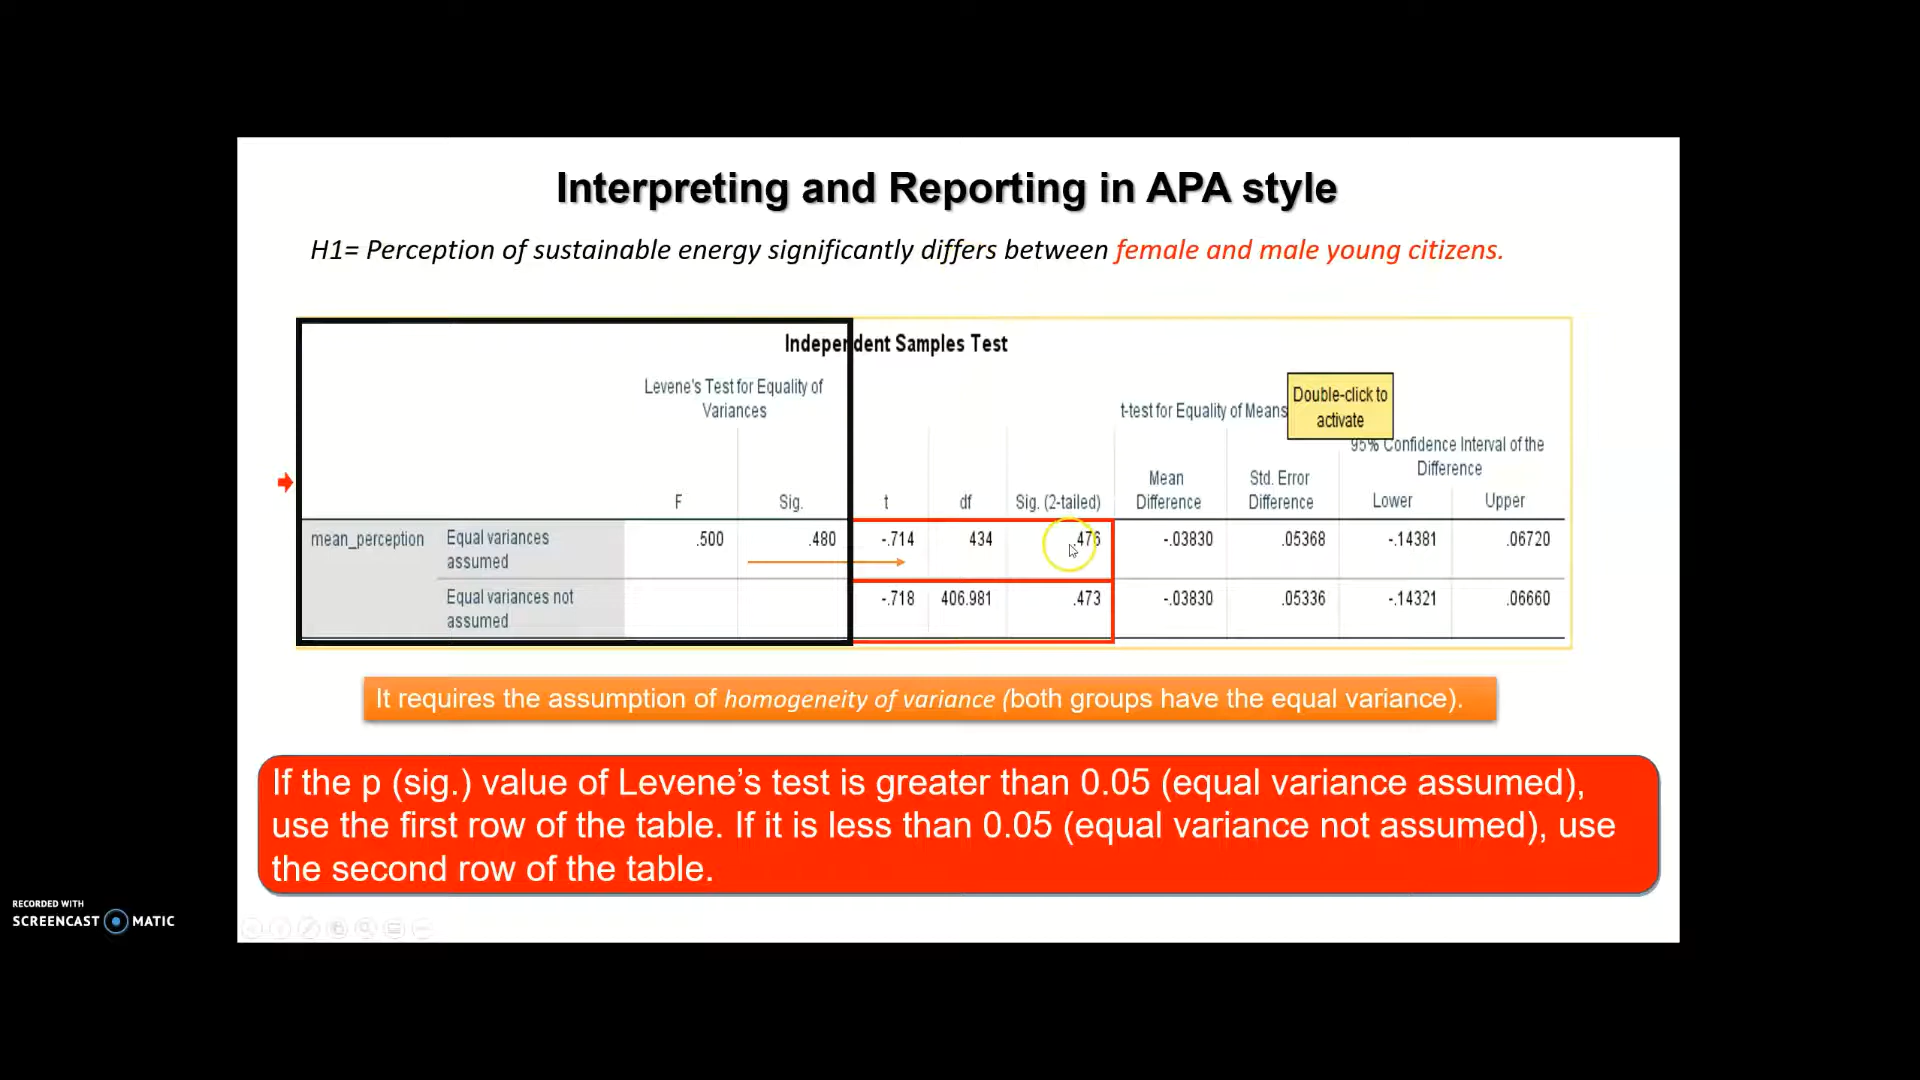 Interpreting and Reporting in APA style
H1= Perception of sustainable energy significantly differs between female and male young citizens.
Independent Samples Test
Levene's Test for Equality of
Variances
t-test for Equality of Means
Double-click to
activate
95% Confidence Interval of the
Difference
Mean
Difference
Std. Error
Difference
F Sig. t df Sig. (2-tailed) Lower Upper
mean_perception Equal variances
assumed .500 .480 -.714 434 .476 -.03830 .05368 -.14381 .06720
Equal variances not
assumed -.718 406.981 .473 -.03830 .05336 -.14321 .06660
It requires the assumption of homogeneity of variance (both groups have the equal variance).
If the p (sig.) value of Levene’s test is greater than 0.05 (equal variance assumed),
use the first row of the table. If it is less than 0.05 (equal variance not assumed), use
the second row of the table.
RECORDED WITH
SCREENCAST MATIC